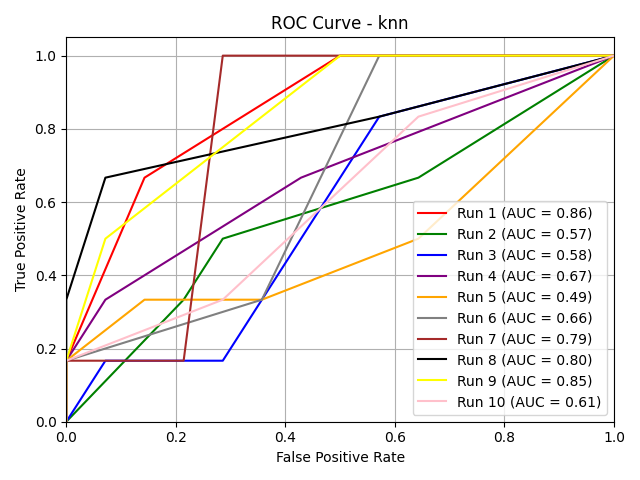 ROC Curve - knn
True Positive Rate
1.0
0.8
0.6
0.4
0.2
0.0
Run 1 (AUC = 0.86)
Run 2 (AUC = 0.57)
Run 3 (AUC = 0.58)
Run 4 (AUC = 0.67)
Run 5 (AUC = 0.49)
Run 6 (AUC = 0.66)
Run 7 (AUC = 0.79)
Run 8 (AUC = 0.80)
Run 9 (AUC = 0.85)
Run 10 (AUC = 0.61)
0.0 0.2 0.4 0.6 0.8 1.0
False Positive Rate